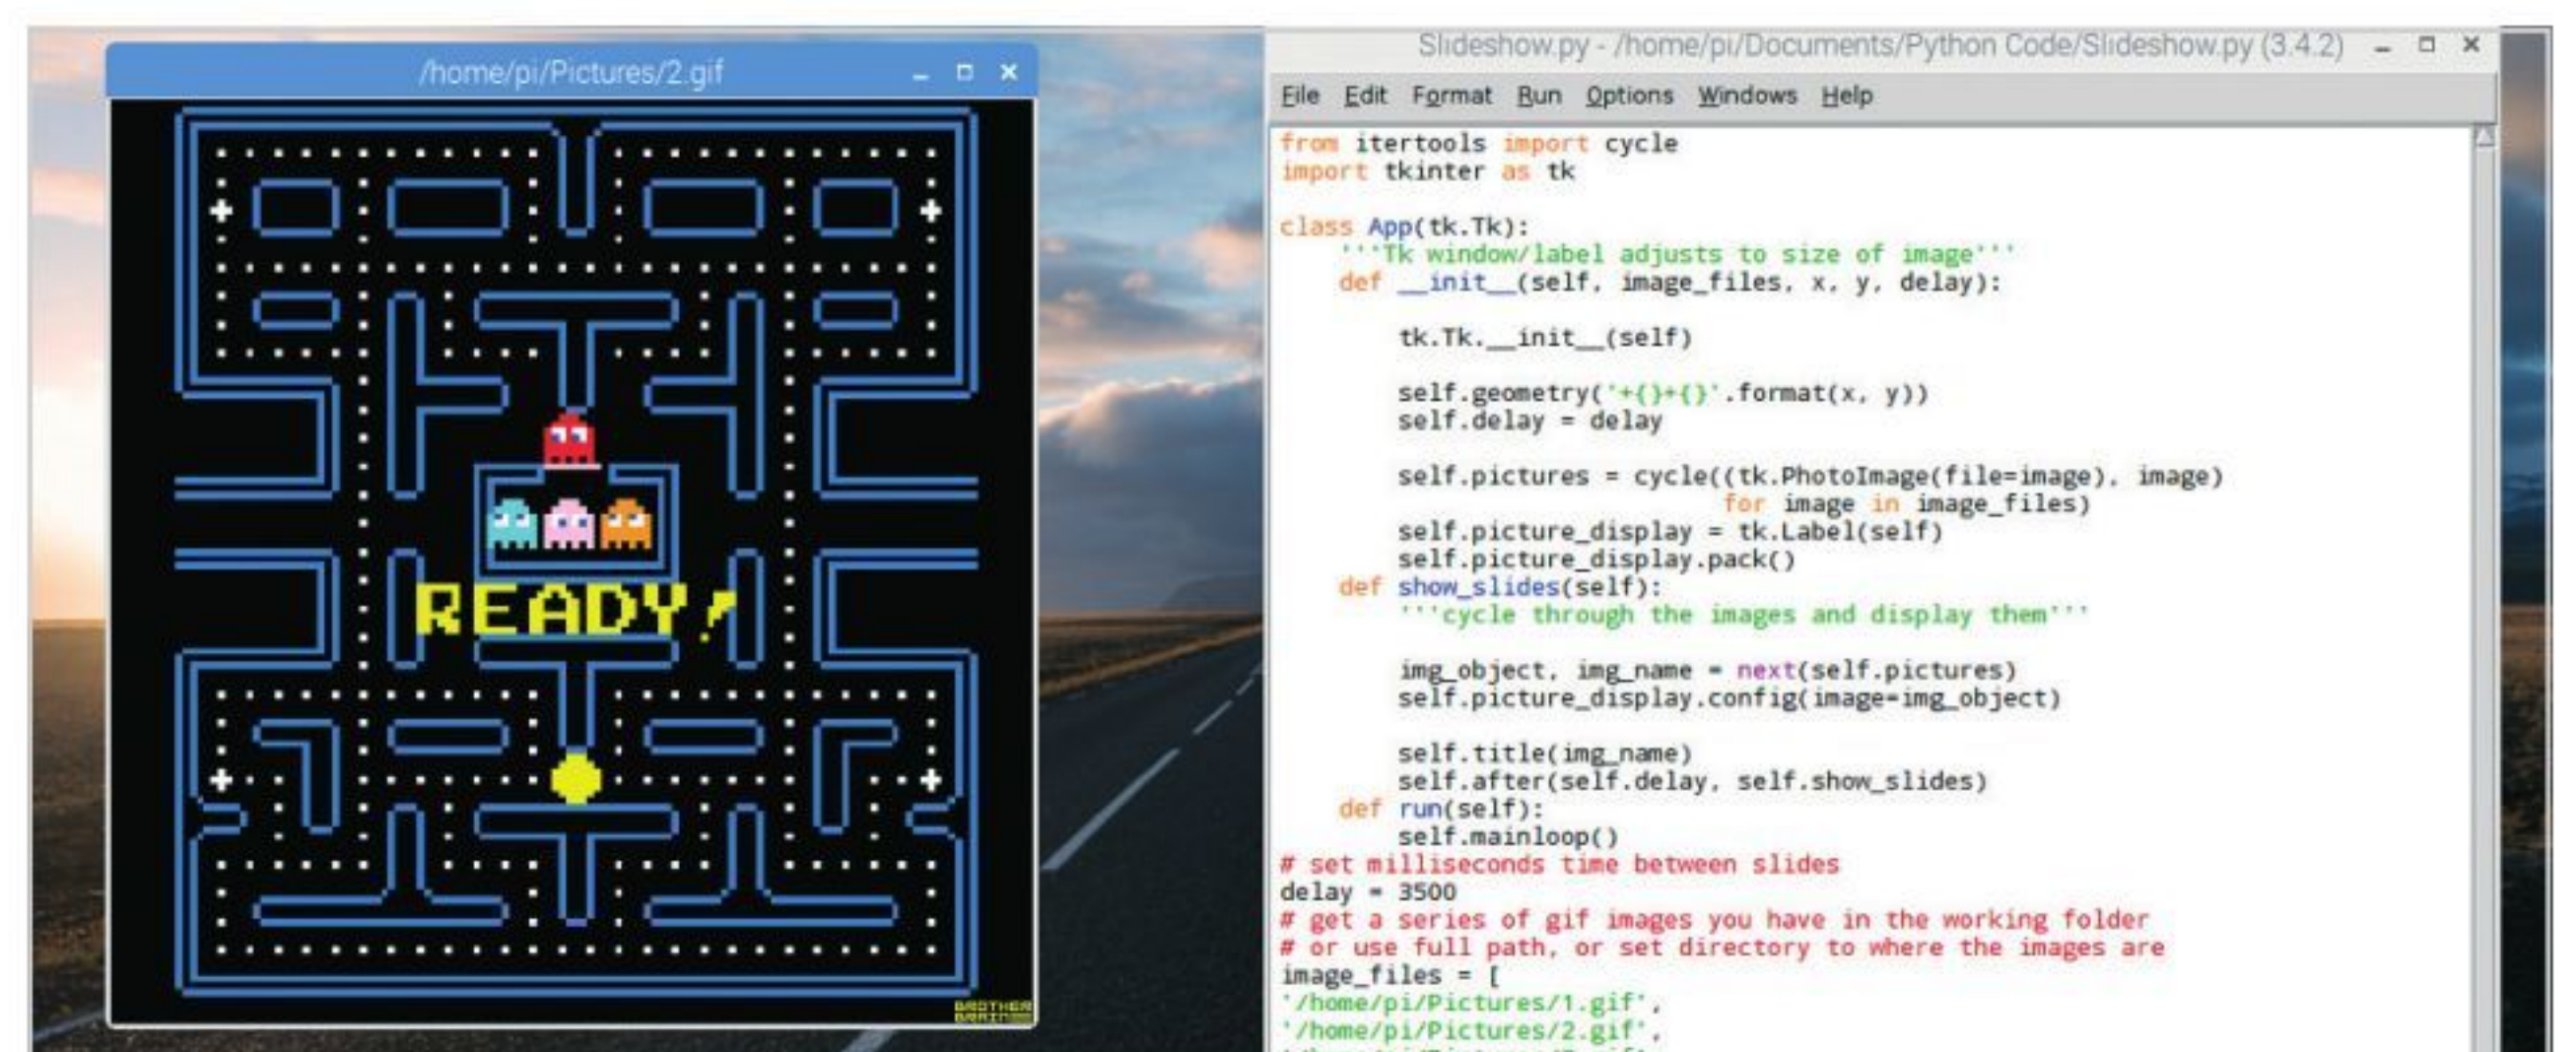 /home/pi/Pictures/2.gif
READY!
BROTHER
BRAIN
Slideshow.py - /home/pi/Documents/Python Code/Slideshow.py (3.4.2)
File Edit Format Run Options Windows Help
from itertools import cycle
import tkinter as tk
class App(tk.Tk):
'''Tk window/label adjusts to size of image'''
def __init__(self, image_files, x, y, delay):
tk.Tk.__init__(self)
self.geometry('+{}+{}'.format(x, y))
self.delay = delay
self.pictures = cycle((tk.PhotoImage(file=image), image)
for image in image_files)
self.picture_display = tk.Label(self)
self.picture_display.pack()
def show_slides(self):
'''cycle through the images and display them'''
img_object, img_name = next(self.pictures)
self.picture_display.config(image=img_object)
self.title(img_name)
self.after(self.delay, self.show_slides)
def run(self):
self.mainloop()
# set milliseconds time between slides
delay = 3500
# get a series of gif images you have in the working folder
# or use full path, or set directory to where the images are
image_files = [
'/home/pi/Pictures/1.gif',
'/home/pi/Pictures/2.gif',